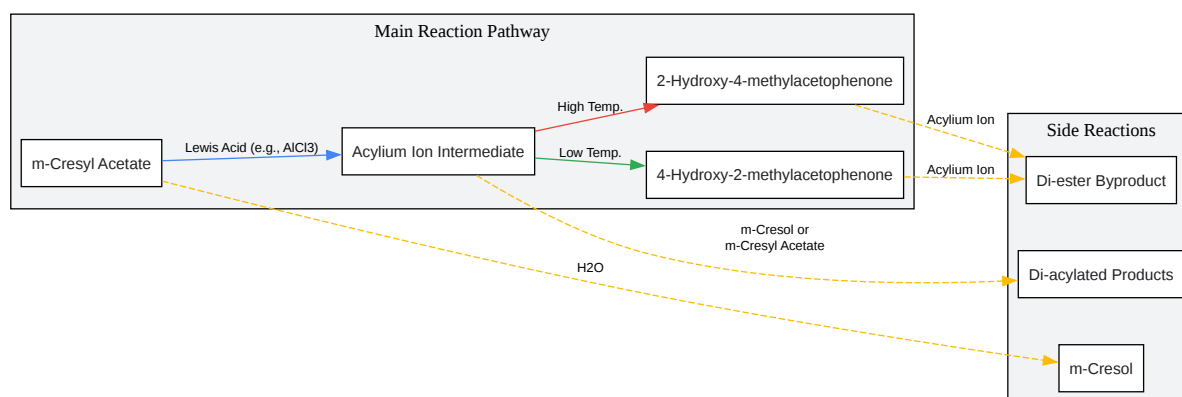 Main Reaction Pathway
2-Hydroxy-4-methylacetophenone
High Temp.
Acylium Ion
Side Reactions
Lewis Acid (e.g., AlCl3)
Acylium Ion Intermediate
m-Cresyl Acetate
Low Temp.
4-Hydroxy-2-methylacetophenone
Acylium Ion
Di-ester Byproduct
m-Cresol or
m-Cresyl Acetate
H2O
Di-acylated Products
m-Cresol